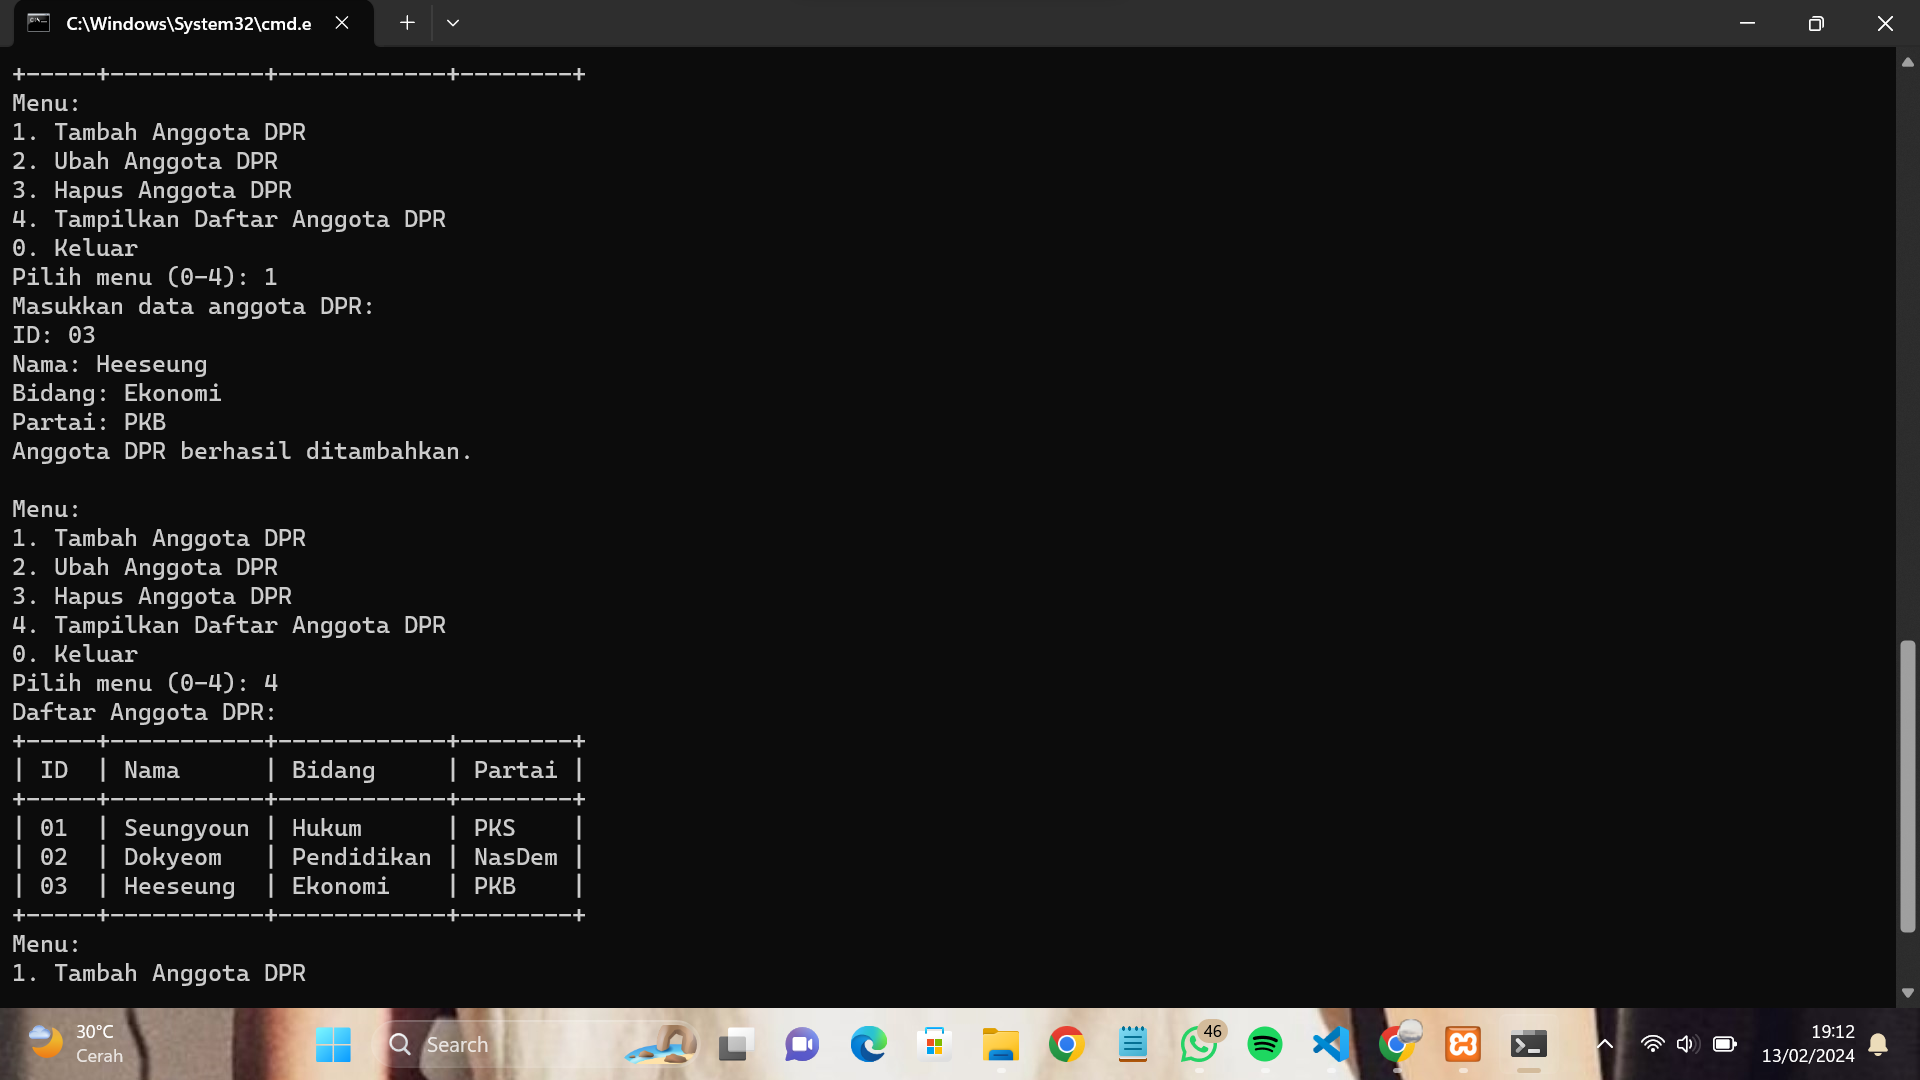 C:\Windows\System32\cmd.e
+-----+-----------+------------+--------+
Menu:
1. Tambah Anggota DPR
2. Ubah Anggota DPR
3. Hapus Anggota DPR
4. Tampilkan Daftar Anggota DPR
0. Keluar
Pilih menu (0-4): 1
Masukkan data anggota DPR:
ID: 03
Nama: Heeseung
Bidang: Ekonomi
Partai: PKB
Anggota DPR berhasil ditambahkan.
Menu:
1. Tambah Anggota DPR
2. Ubah Anggota DPR
3. Hapus Anggota DPR
4. Tampilkan Daftar Anggota DPR
0. Keluar
Pilih menu (0-4): 4
Daftar Anggota DPR:
+-----+-----------+------------+--------+
| ID  | Nama      | Bidang     | Partai |
+-----+-----------+------------+--------+
| 01  | Seungyoun | Hukum      | PKS    |
| 02  | Dokyeom   | Pendidikan | NasDem |
| 03  | Heeseung  | Ekonomi    | PKB    |
+-----+-----------+------------+--------+
Menu:
1. Tambah Anggota DPR
30°C
Cerah
Search
46
19:12
13/02/2024